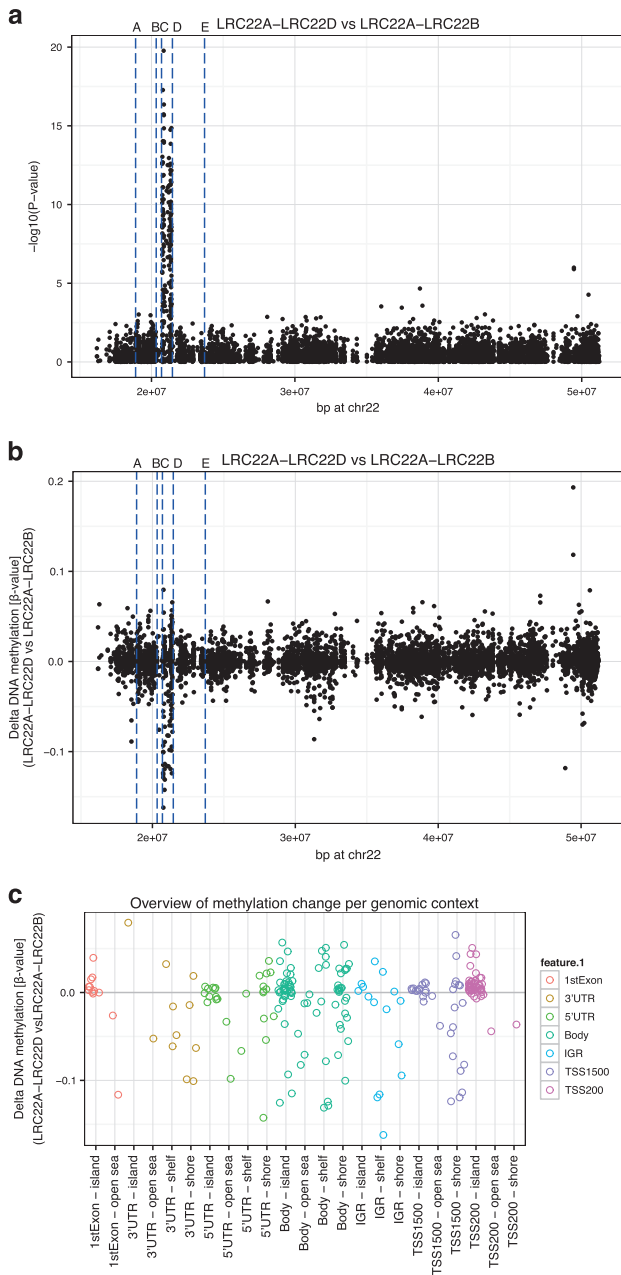 a
A BC D E LRC22A−LRC22D vs LRC22A−LRC22B
20
15
10
5
0
−log10(P−value)
2e+07 3e+07 4e+07 5e+07
bp at chr22
b
A BC D E LRC22A−LRC22D vs LRC22A−LRC22B
0.2
0.1
0.0
−0.1
Delta DNA methylation [β-value]
(LRC22A−LRC22D vs LRC22A−LRC22B)
2e+07 3e+07 4e+07 5e+07
bp at chr22
c
Overview of methylation change per genomic context
0.0
−0.1
Delta DNA methylation [β-value]
(LRC22A−LRC22D vsLRC22A−LRC22B)
1stExon − island
1stExon − open sea
3'UTR − island
3'UTR − open sea
3'UTR − shelf
3'UTR − shore
5'UTR − island
5'UTR − open sea
5'UTR − shelf
5'UTR − shore
Body − island
Body − open sea
Body − shelf
Body − shore
IGR − island
IGR − shelf
IGR − shore
TSS1500 − island
TSS1500 − open sea
TSS1500 − shore
TSS200 − island
TSS200 − open sea
TSS200 − shore
feature.1
1stExon
3'UTR
5'UTR
Body
IGR
TSS1500
TSS200